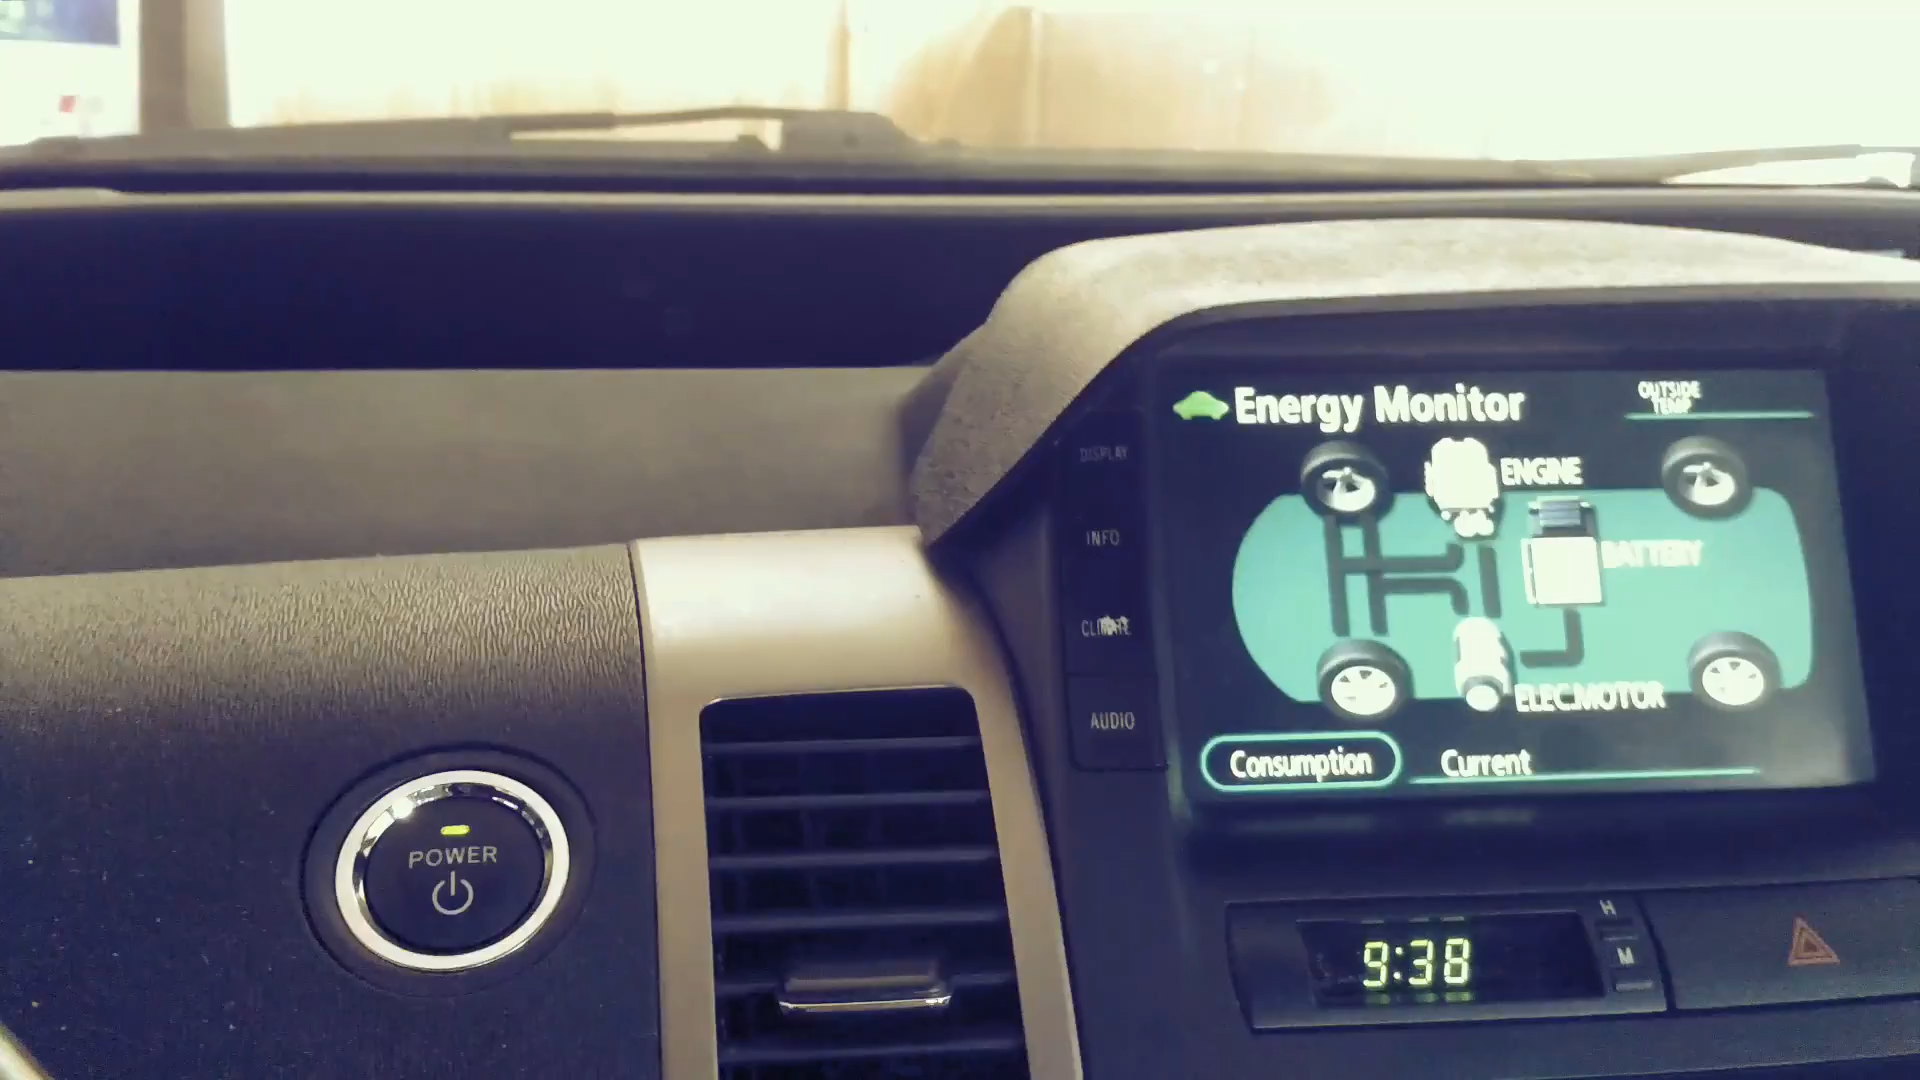 Energy Monitor
OUTSIDE
TEMP
DISPLAY
ENGINE
INFO
BATTERY
CLIMATE
ELEC.MOTOR
AUDIO
Consumption
Current
POWER
H
9:38
M